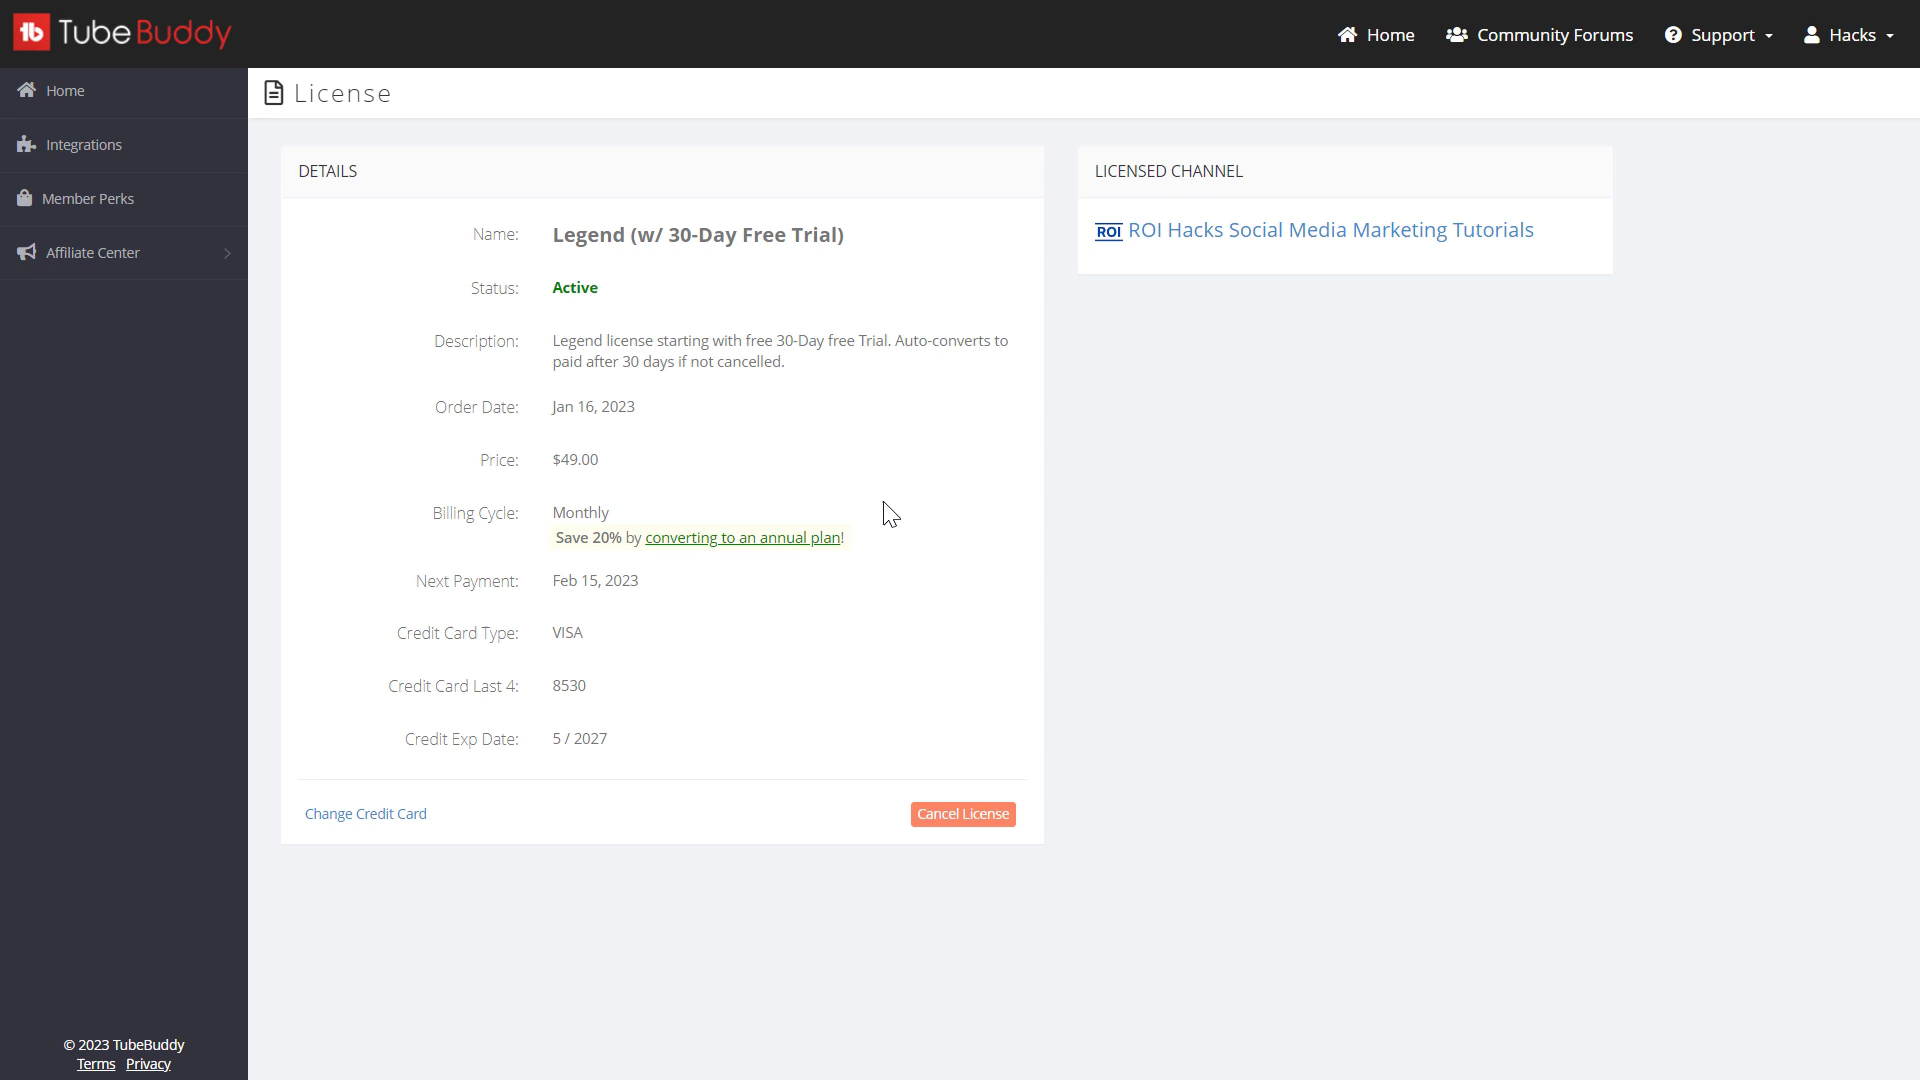 TubeBuddy
Home
Community Forums
Support
Hacks
Home
Integrations
Member Perks
Affiliate Center
© 2023 TubeBuddy
Terms Privacy
License
DETAILS
Name: Legend (w/ 30-Day Free Trial)
Status: Active
Description: Legend license starting with free 30-Day free Trial. Auto-converts to
paid after 30 days if not cancelled.
Order Date: Jan 16, 2023
Price: $49.00
Billing Cycle: Monthly
Save 20% by converting to an annual plan!
Next Payment: Feb 15, 2023
Credit Card Type: VISA
Credit Card Last 4: 8530
Credit Exp Date: 5 / 2027
Change Credit Card
Cancel License
LICENSED CHANNEL
ROI ROI Hacks Social Media Marketing Tutorials